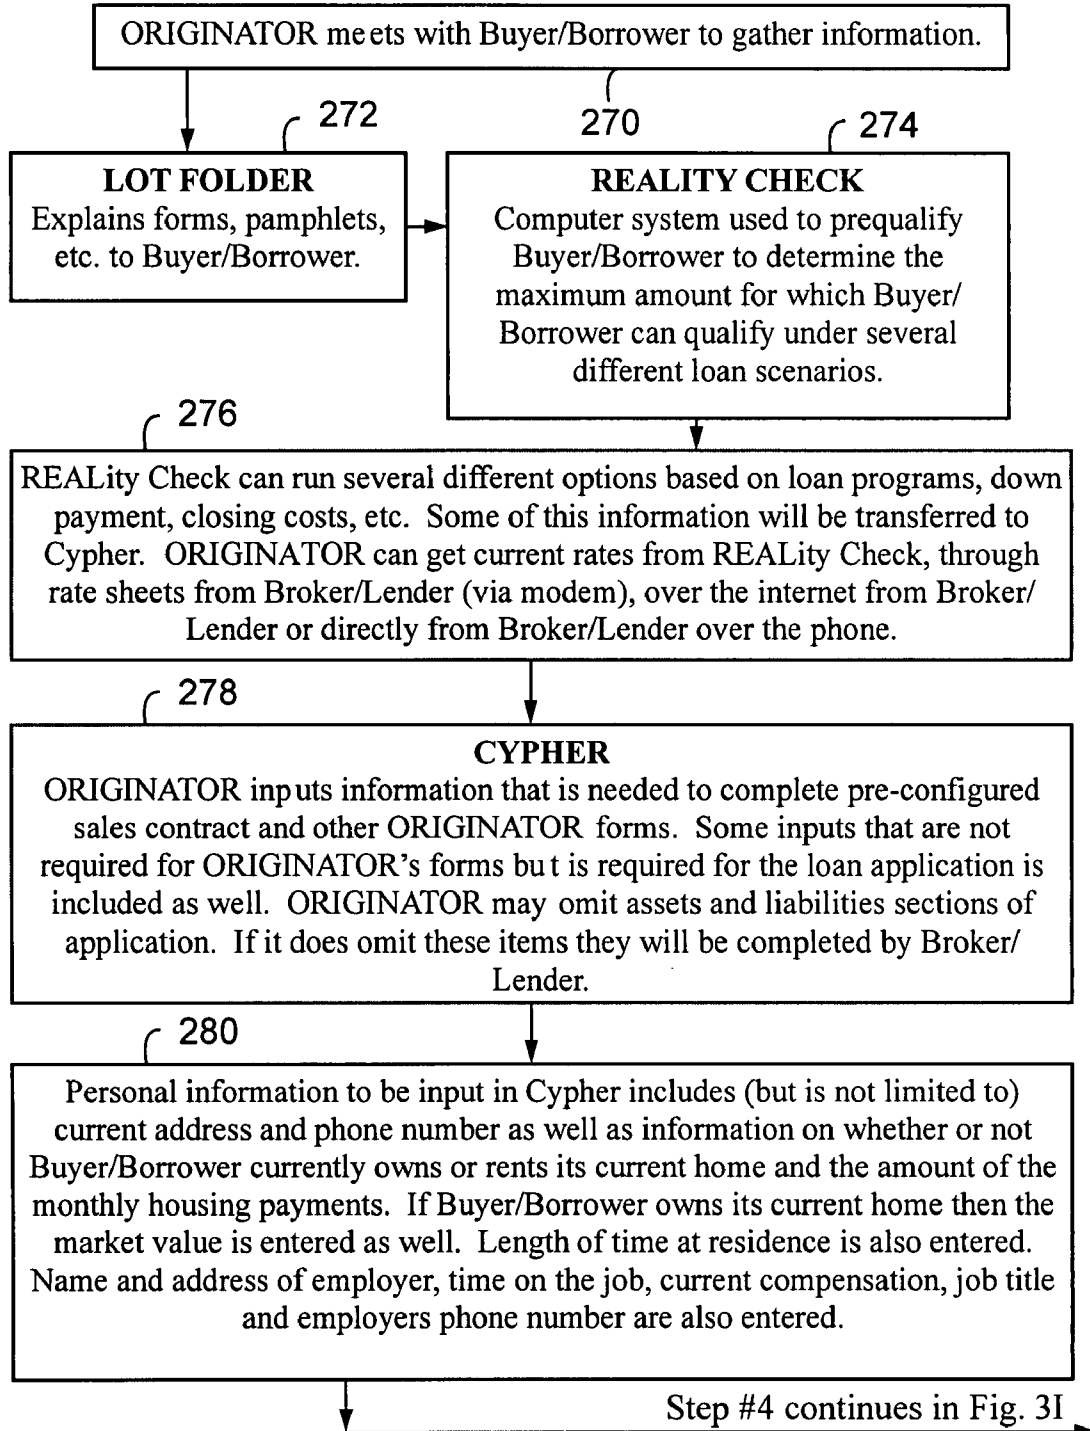 ORIGINATOR meets with Buyer/Borrower to gather information.
270
272
LOT FOLDER
Explains forms, pamphlets,
etc. to Buyer/Borrower.
274
REALITY CHECK
Computer system used to prequalify
Buyer/Borrower to determine the
maximum amount for which Buyer/
Borrower can qualify under several
different loan scenarios.
276
REALity Check can run several different options based on loan programs, down
payment, closing costs, etc. Some of this information will be transferred to
Cypher. ORIGINATOR can get current rates from REALity Check, through
rate sheets from Broker/Lender (via modem), over the internet from Broker/
Lender or directly from Broker/Lender over the phone.
278
CYPHER
ORIGINATOR inputs information that is needed to complete pre-configured
sales contract and other ORIGINATOR forms. Some inputs that are not
required for ORIGINATOR's forms but is required for the loan application is
included as well. ORIGINATOR may omit assets and liabilities sections of
application. If it does omit these items they will be completed by Broker/
Lender.
280
Personal information to be input in Cypher includes (but is not limited to)
current address and phone number as well as information on whether or not
Buyer/Borrower currently owns or rents its current home and the amount of the
monthly housing payments. If Buyer/Borrower owns its current home then the
market value is entered as well. Length of time at residence is also entered.
Name and address of employer, time on the job, current compensation, job title
and employers phone number are also entered.
Step #4 continues in Fig. 3I